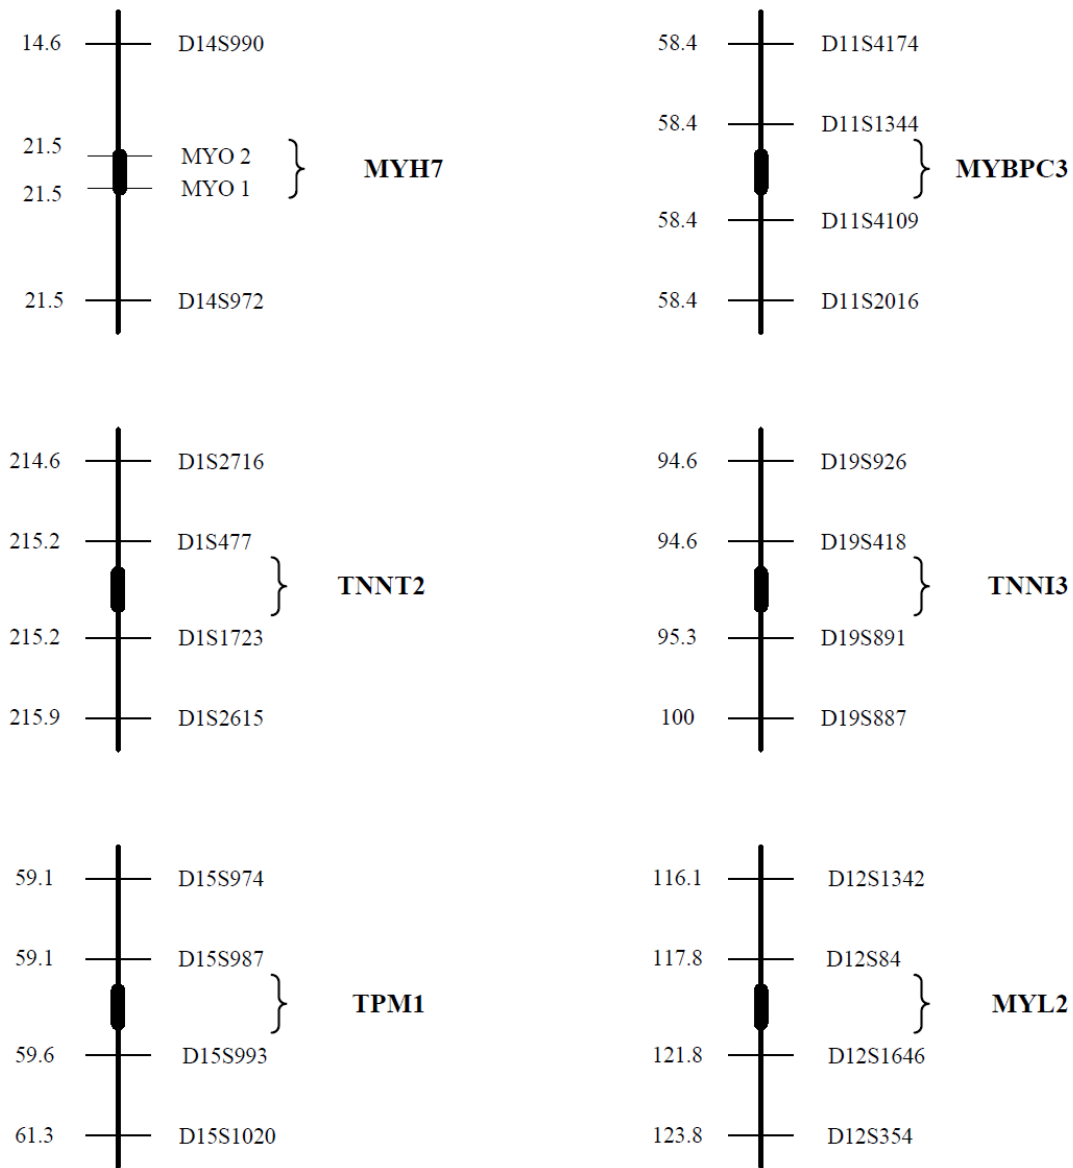 14.6 D14S990
21.5 MYO 2
MYH7
21.5 MYO 1
21.5 D14S972
58.4 D11S4174
58.4 D11S1344
MYBPC3
58.4 D11S4109
58.4 D11S2016
214.6 D1S2716
215.2 D1S477
TNNT2
215.2 D1S1723
215.9 D1S2615
94.6 D19S926
94.6 D19S418
TNNI3
95.3 D19S891
100 D19S887
59.1 D15S974
59.1 D15S987
TPM1
59.6 D15S993
61.3 D15S1020
116.1 D12S1342
117.8 D12S84
MYL2
121.8 D12S1646
123.8 D12S354